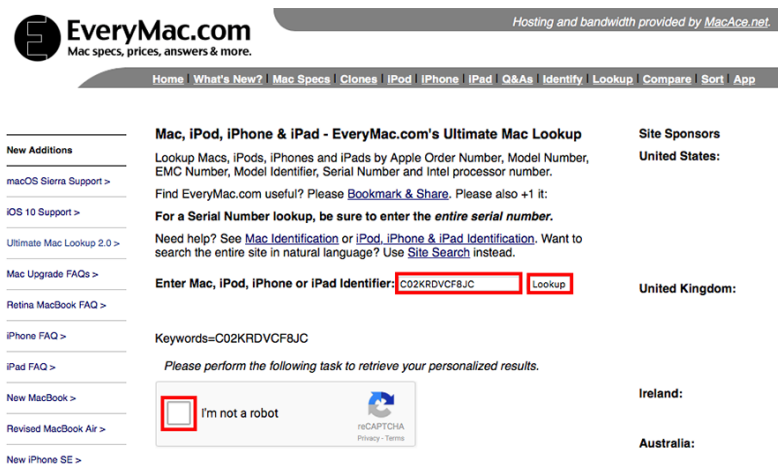 EveryMac.com
Mac specs, prices, answers & more.
Hosting and bandwidth provided by MacAce.net.
Home | What's New? | Mac Specs | Clones | iPod | iPhone | iPad | Q&As | Identify | Lookup | Compare | Sort | App
New Additions
macOS Sierra Support >
iOS 10 Support >
Ultimate Mac Lookup 2.0 >
Mac Upgrade FAQs >
Retina MacBook FAQ >
iPhone FAQ >
iPad FAQ >
New MacBook >
Revised MacBook Air >
New iPhone SE >
Mac, iPod, iPhone & iPad - EveryMac.com's Ultimate Mac Lookup
Lookup Macs, iPods, iPhones and iPads by Apple Order Number, Model Number,
EMC Number, Model Identifier, Serial Number and Intel processor number.
Find EveryMac.com useful? Please Bookmark & Share. Please also +1 it:
For a Serial Number lookup, be sure to enter the entire serial number.
Need help? See Mac Identification or iPod, iPhone & iPad Identification. Want to
search the entire site in natural language? Use Site Search instead.
Enter Mac, iPod, iPhone or iPad Identifier: C02KRDVCF8JC Lookup
Keywords=C02KRDVCF8JC
Please perform the following task to retrieve your personalized results.
I'm not a robot
reCAPTCHA
Privacy - Terms
Site Sponsors
United States:
United Kingdom:
Ireland:
Australia: